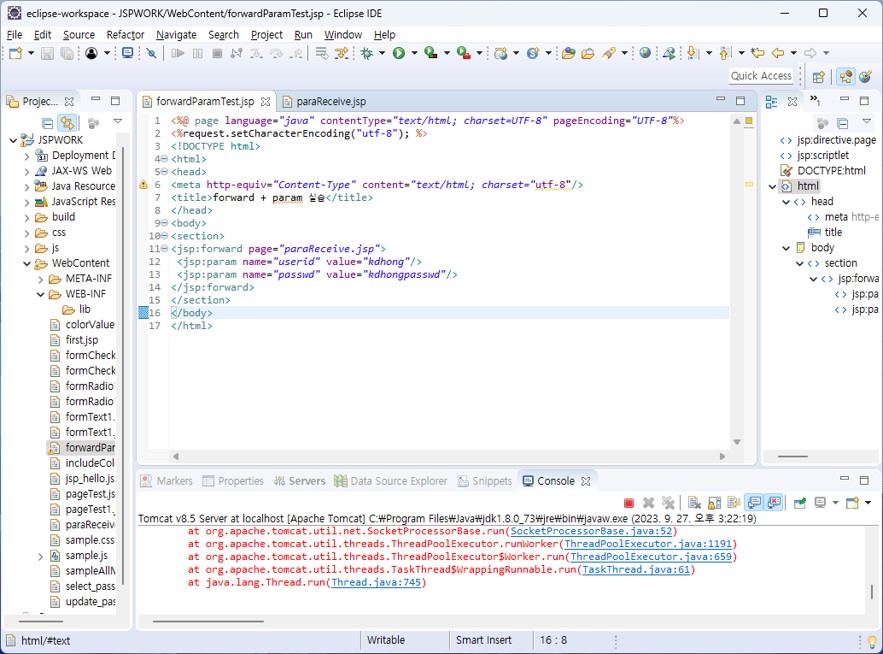 eclipse-workspace - JSPWORK/WebContent/forwardParamTest.jsp - Eclipse IDE
File Edit Source Refactor Navigate Search Project Run Window Help
Quick Access
Projec...
JSPWORK
Deployment D
JAX-WS Web
Java Resource
JavaScript Res
build
css
js
WebContent
META-INF
WEB-INF
lib
colorValue
first.jsp
formCheck
formCheck
formRadio
formRadio
formText1.
formText1.
forwardPar
includeCol
jsp_hello.js
pageTest.js
pageTest1.
paraReceiv
sample.css
sample.js
sampleAllM
select_pass
update_pas
forwardParamTest.jsp paraReceive.jsp
1 <%@ page language="java" contentType="text/html; charset=UTF-8" pageEncoding="UTF-8"%>
2 <%request.setCharacterEncoding("utf-8"); %>
3 <!DOCTYPE html>
4 <html>
5 <head>
6 <meta http-equiv="Content-Type" content="text/html; charset="utf-8"/>
7 <title>forward + param 실습</title>
8 </head>
9 <body>
10 <section>
11 <jsp:forward page="paraReceive.jsp">
12 <jsp:param name="userid" value="kdhong"/>
13 <jsp:param name="passwd" value="kdhongpasswd"/>
14 </jsp:forward>
15 </section>
16 </body>
17 </html>
»1
jsp:directive.page
jsp:scriptlet
DOCTYPE:html
html
head
meta http-e
title
body
section
jsp:forwa
jsp:pa
jsp:pa
Markers Properties Servers Data Source Explorer Snippets Console
Tomcat v8.5 Server at localhost [Apache Tomcat] C:₩Program Files₩Java₩jdk1.8.0_73₩jre₩bin₩javaw.exe (2023. 9. 27. 오후 3:22:19)
at org.apache.tomcat.util.net.SocketProcessorBase.run(SocketProcessorBase.java:52)
at org.apache.tomcat.util.threads.ThreadPoolExecutor.runWorker(ThreadPoolExecutor.java:1191)
at org.apache.tomcat.util.threads.ThreadPoolExecutor$Worker.run(ThreadPoolExecutor.java:659)
at org.apache.tomcat.util.threads.TaskThread$WrappingRunnable.run(TaskThread.java:61)
at java.lang.Thread.run(Thread.java:745)
html/#text Writable Smart Insert 16 : 8